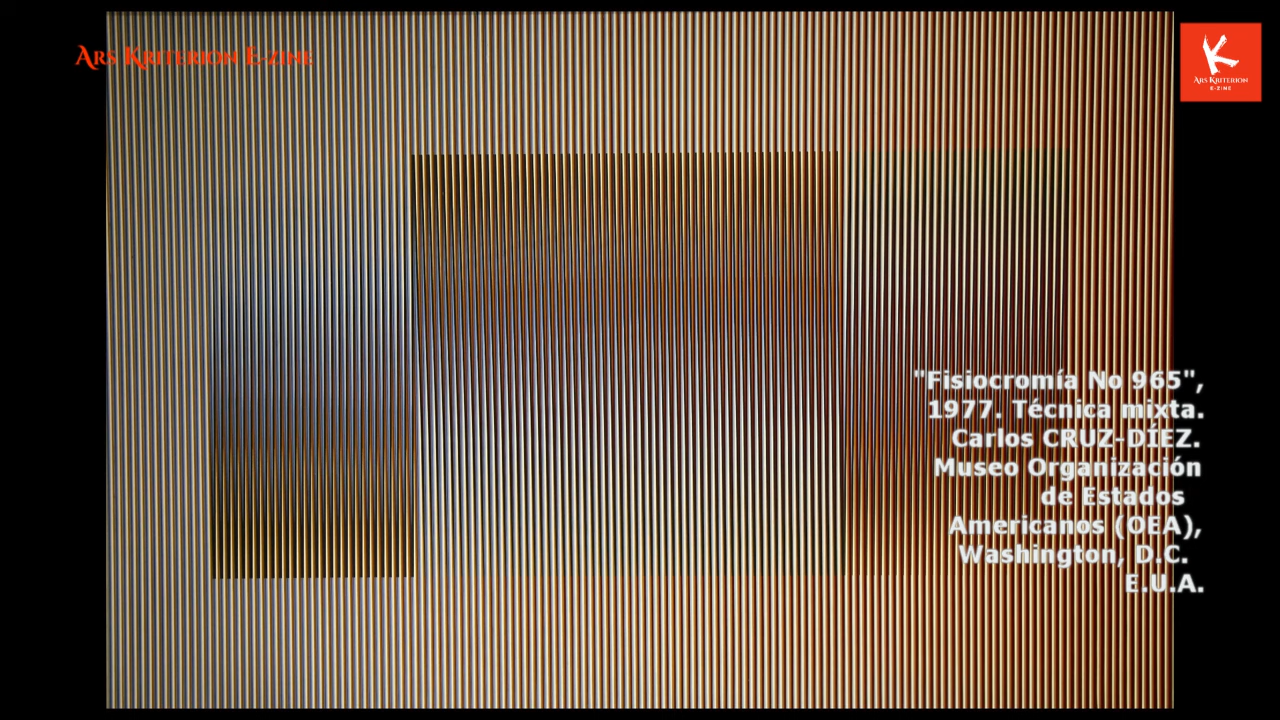 ARS KRITERION E-ZINE
ARS KRITERION
E-ZINE
"Fisiocromía No 965",
1977. Técnica mixta.
Carlos CRUZ-DÍEZ.
Museo Organización
de Estados
Americanos (OEA),
Washington, D.C.
E.U.A.